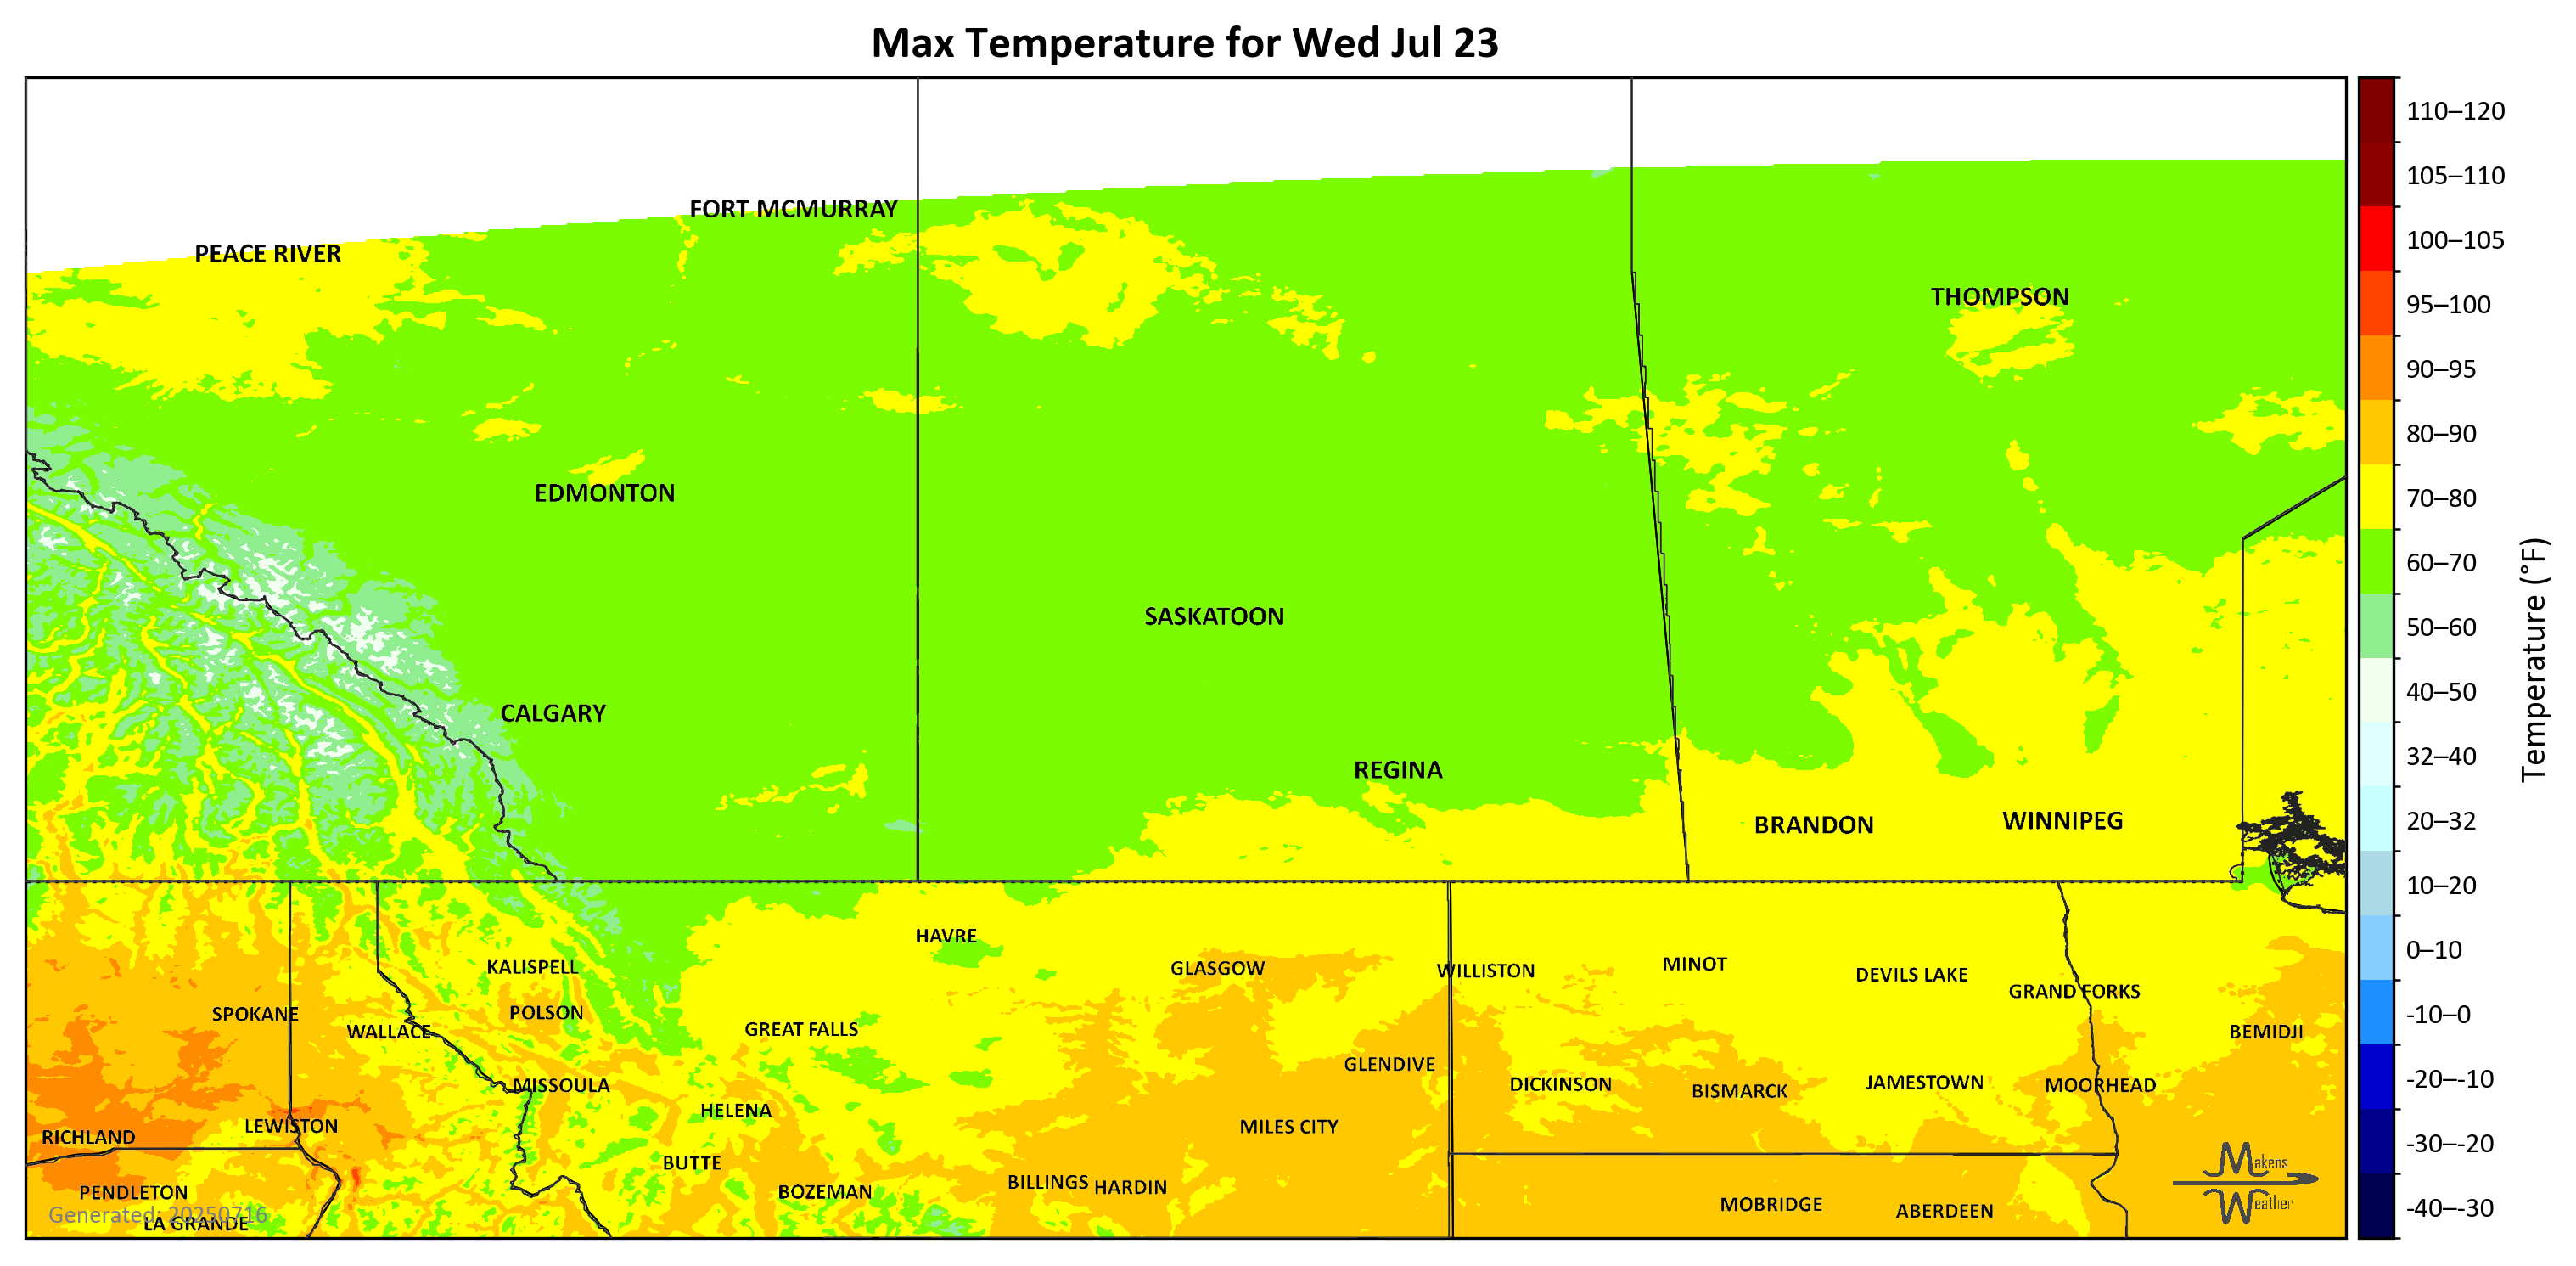 Max Temperature for Wed Jul 23
FORT MCMURRAY
PEACE RIVER
THOMPSON
EDMONTON
SASKATOON
CALGARY
REGINA
BRANDON
WINNIPEG
HAVRE
KALISPELL
GLASGOW
WILLISTON
MINOT
DEVILS LAKE
GRAND FORKS
SPOKANE
POLSON
WALLACE
GREAT FALLS
BEMIDJI
GLENDIVE
MISSOULA
DICKINSON
BISMARCK
JAMESTOWN
MOORHEAD
HELENA
LEWISTON
MILES CITY
RICHLAND
BUTTE
PENDLETON
BOZEMAN
BILLINGS
HARDIN
MOBRIDGE
ABERDEEN
Generated: 20250716
LA GRANDE
Makens
Weather
110–120
105–110
100–105
95–100
90–95
80–90
70–80
60–70
50–60
40–50
32–40
20–32
10–20
0–10
-10–0
-20–-10
-30–-20
-40–-30
Temperature (°F)